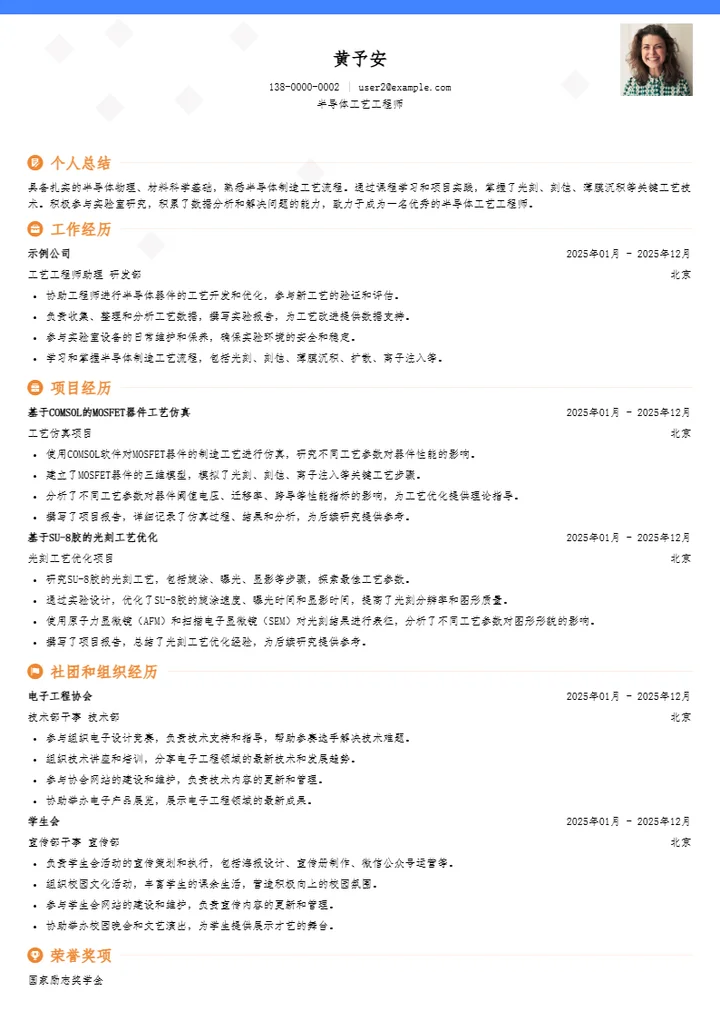 黄予安
138-0000-0002 | user2@example.com
半导体工艺工程师
个人总结
具备扎实的半导体物理、材料科学基础，熟悉半导体制造工艺流程。通过课程学习和项目实践，掌握了光刻、刻蚀、薄膜沉积等关键工艺技
术。积极参与实验室研究，积累了数据分析和解决问题的能力，致力于成为一名优秀的半导体工艺工程师。
工作经历
示例公司 2025年01月 - 2025年12月
工艺工程师助理 研发部 北京
• 协助工程师进行半导体器件的工艺开发和优化，参与新工艺的验证和评估。
• 负责收集、整理和分析工艺数据，撰写实验报告，为工艺改进提供数据支持。
• 参与实验室设备的日常维护和保养，确保实验环境的安全和稳定。
• 学习和掌握半导体制造工艺流程，包括光刻、刻蚀、薄膜沉积、扩散、离子注入等。
项目经历
基于COMSOL的MOSFET器件工艺仿真 2025年01月 - 2025年12月
工艺仿真项目 北京
• 使用COMSOL软件对MOSFET器件的制造工艺进行仿真，研究不同工艺参数对器件性能的影响。
• 建立了MOSFET器件的三维模型，模拟了光刻、刻蚀、离子注入等关键工艺步骤。
• 分析了不同工艺参数对器件阈值电压、迁移率、跨导等性能指标的影响，为工艺优化提供理论指导。
• 撰写了项目报告，详细记录了仿真过程、结果和分析，为后续研究提供参考。
基于SU-8胶的光刻工艺优化 2025年01月 - 2025年12月
光刻工艺优化项目 北京
• 研究SU-8胶的光刻工艺，包括旋涂、曝光、显影等步骤，探索最佳工艺参数。
• 通过实验设计，优化了SU-8胶的旋涂速度、曝光时间和显影时间，提高了光刻分辨率和图形质量。
• 使用原子力显微镜（AFM）和扫描电子显微镜（SEM）对光刻结果进行表征，分析了不同工艺参数对图形形貌的影响。
• 撰写了项目报告，总结了光刻工艺优化经验，为后续研究提供参考。
社团和组织经历
电子工程协会 2025年01月 - 2025年12月
技术部干事 技术部 北京
• 参与组织电子设计竞赛，负责技术支持和指导，帮助参赛选手解决技术难题。
• 组织技术讲座和培训，分享电子工程领域的最新技术和发展趋势。
• 参与协会网站的建设和维护，负责技术内容的更新和管理。
• 协助举办电子产品展览，展示电子工程领域的最新成果。
学生会 2025年01月 - 2025年12月
宣传部干事 宣传部 北京
• 负责学生会活动的宣传策划和执行，包括海报设计、宣传册制作、微信公众号运营等。
• 组织校园文化活动，丰富学生的课余生活，营造积极向上的校园氛围。
• 参与学生会网站的建设和维护，负责宣传内容的更新和管理。
• 协助举办校园晚会和文艺演出，为学生提供展示才艺的舞台。
荣誉奖项
国家励志奖学金